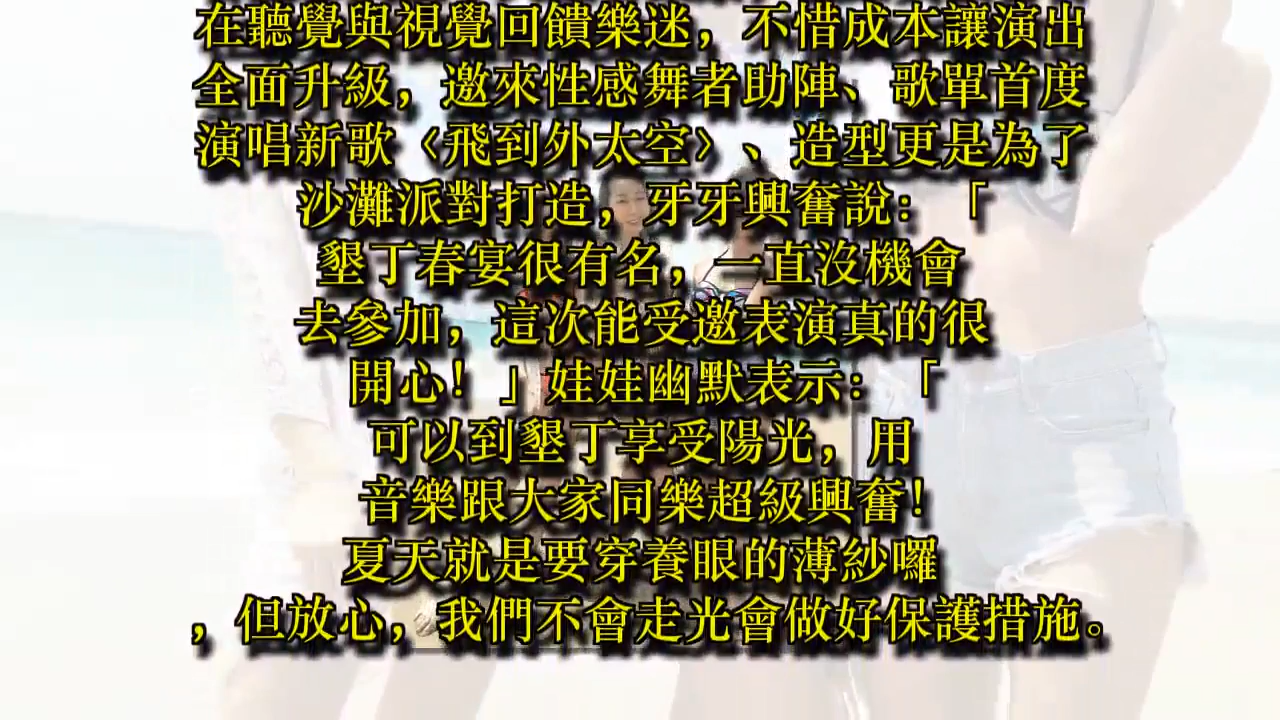 在聽覺與視覺回饋樂迷，不惜成本讓演出
全面升級，邀來性感舞者助陣、歌單首度
演唱新歌〈飛到外太空〉、造型更是為了
沙灘派對打造，牙牙興奮說：「
墾丁春宴很有名，一直沒機會
去參加，這次能受邀表演真的很
開心！」娃娃幽默表示：「
可以到墾丁享受陽光，用
音樂跟大家同樂超級興奮！
夏天就是要穿養眼的薄紗囉
，但放心，我們不會走光會做好保護措施。